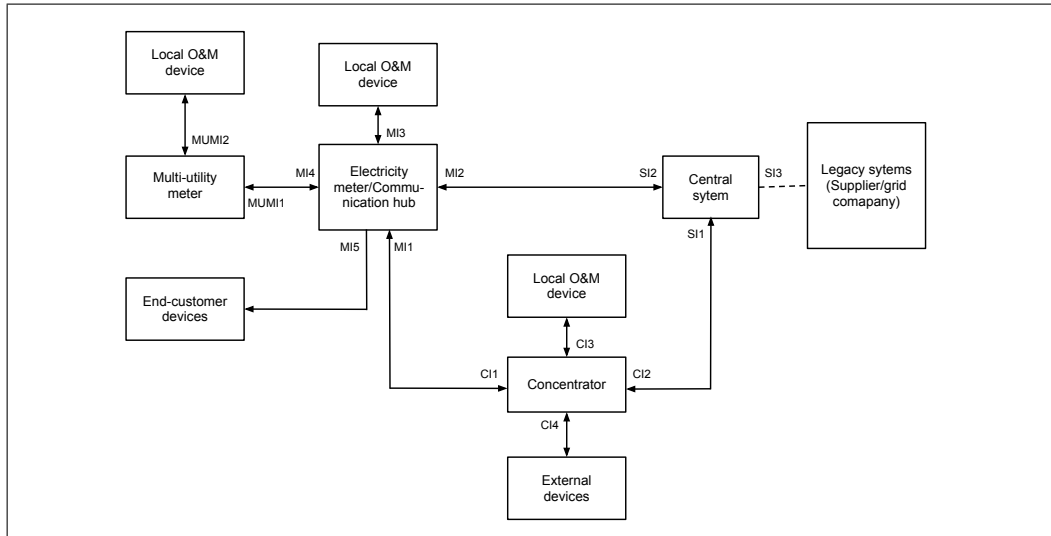 Local O&M
device
Local O&M
device
MUMI2
MI3
Multi-utility
meter
MI4
MUMI1
Electricity
meter/Commu-
nication hub
MI2
SI2
Central
sytem
SI3
Legacy sytems
(Supplier/grid
comapany)
MI5
MI1
SI1
End-customer
devices
Local O&M
device
CI3
CI1
Concentrator
CI2
CI4
External
devices